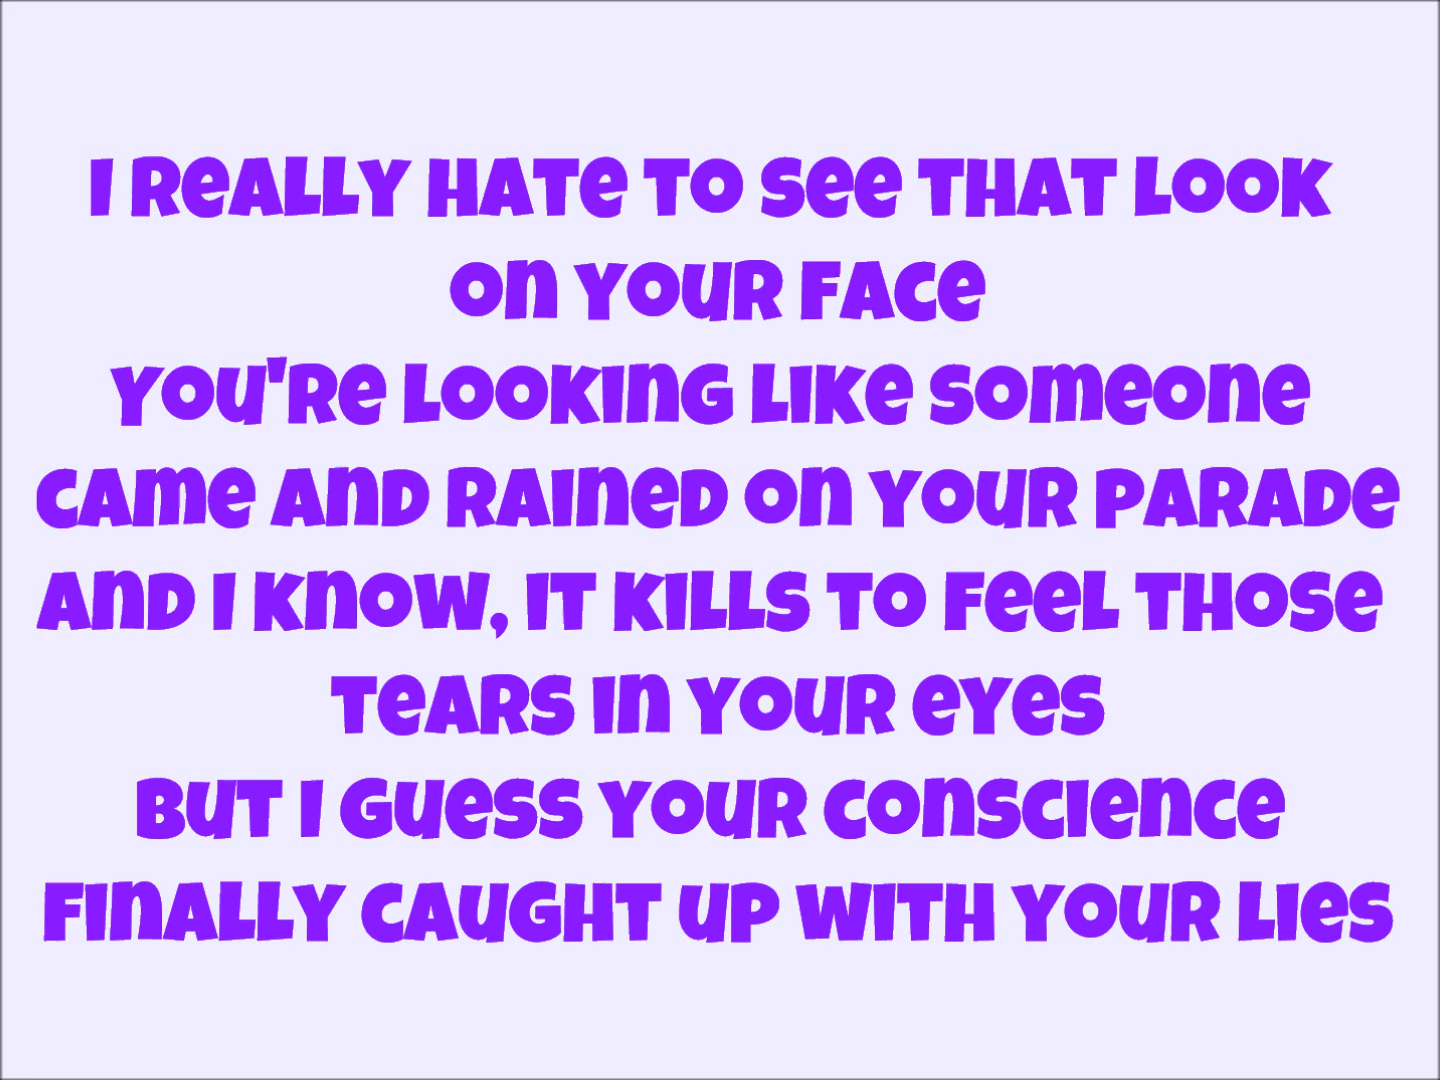 I really hate to see that look
on your face
You're looking like someone
came and rained on your parade
And I know, it kills to feel those
tears in your eyes
But I guess your conscience
finally caught up with your lies